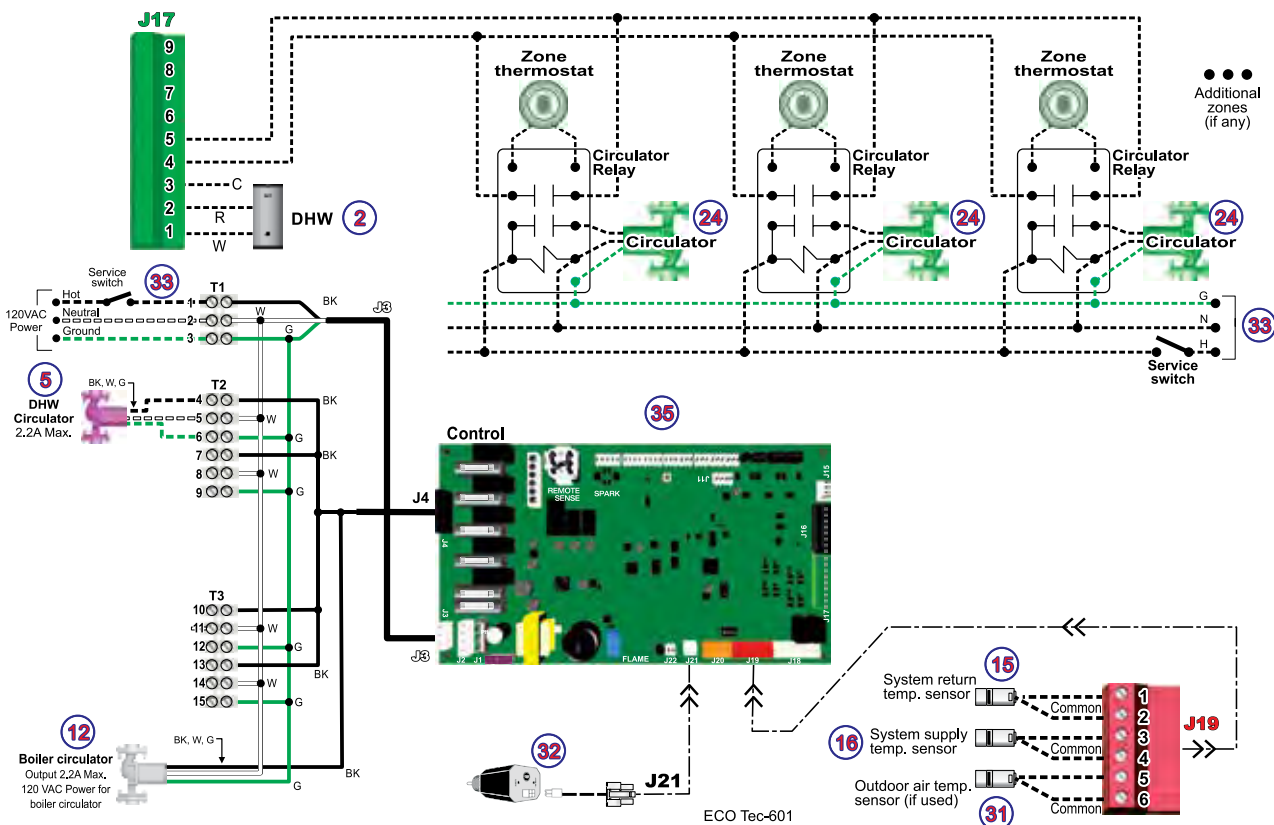 J17
9
8
7
6
5
4
3
2
1
C
R
W
DHW
2
Zone
thermostat
Circulator
Relay
24
Circulator
Zone
thermostat
Circulator
Relay
24
Circulator
Zone
thermostat
Circulator
Relay
24
Circulator
Additional
zones
(if any)
G
N
H
33
Service
switch
Service
switch
33
120VAC
Power
Hot
Neutral
Ground
T1
1
2
3
BK
W
G
J3
5
DHW
Circulator
2.2A Max.
BK, W, G
T2
4
5
6
7
8
9
BK
W
G
BK
W
G
T3
10
11
12
13
14
15
W
G
BK
W
G
12
Boiler circulator
Output 2.2A Max.
120 VAC Power for
boiler circulator
BK, W, G
BK
G
35
Control
J4
J4
J3
J3
J2
J1
REMOTE
SENSE
SPARK
J11
J15
J16
J17
FLAME
J22
J21
J20
J19
J18
32
J21
ECO Tec-601
15
System return
temp. sensor
Common
16
System supply
temp. sensor
Common
Outdoor air temp.
sensor (if used)
31
Common
1
2
3
4
5
6
J19